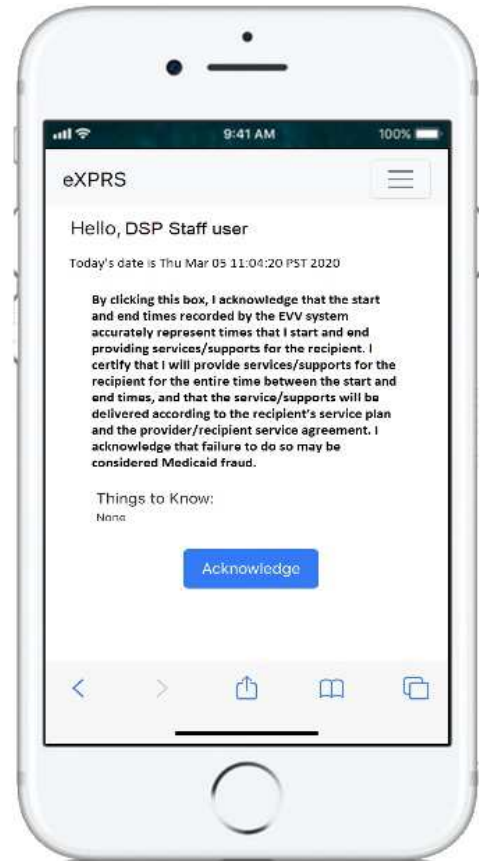 9:41 AM 100%
eXPRS
Hello, DSP Staff user
Today's date is Thu Mar 05 11:04:20 PST 2020
By clicking this box, I acknowledge that the start
and end times recorded by the EVV system
accurately represent times that I start and end
providing services/supports for the recipient. I
certify that I will provide services/supports for the
recipient for the entire time between the start and
end times, and that the service/supports will be
delivered according to the recipient's service plan
and the provider/recipient service agreement. I
acknowledge that failure to do so may be
considered Medicaid fraud.
Things to Know:
None
Acknowledge